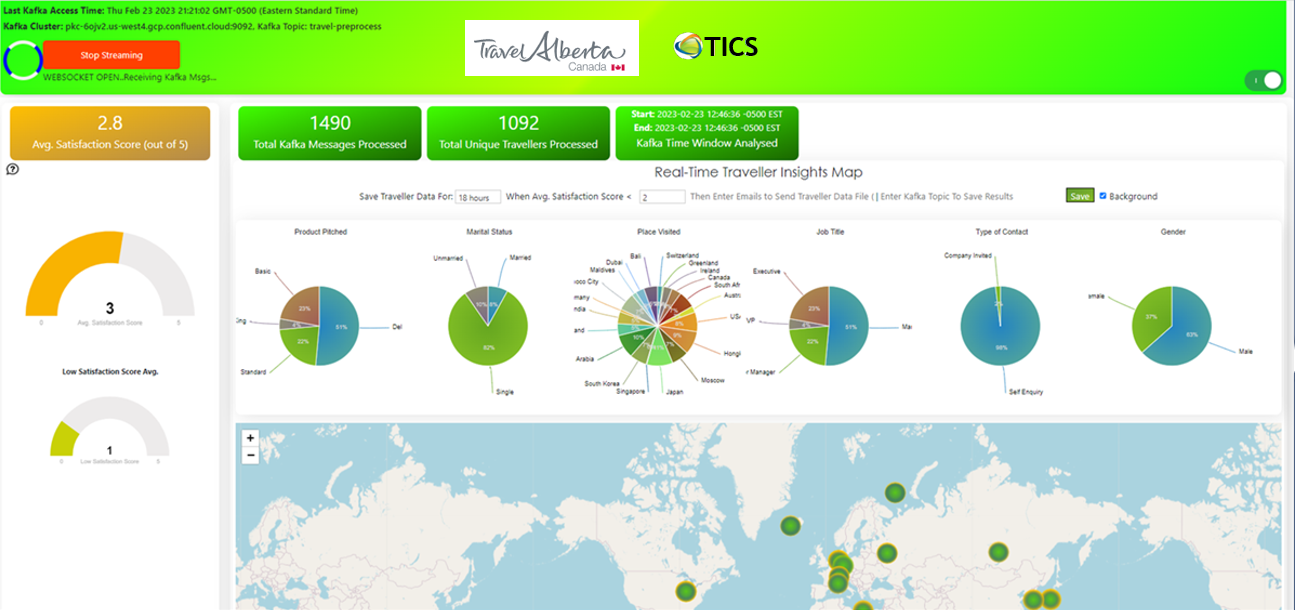 Last Kafka Access Time: Thu Feb 23 2023 21:21:02 GMT-0500 (Eastern Standard Time)
Kafka Cluster: pkc-6ojv2.us-west4.gcp.confluent.cloud:9092, Kafka Topic: travel-preprocess
Stop Streaming
WEBSOCKET OPEN..Receiving Kafka Msgs...
Travel Alberta
Canada
TICS
2.8
Avg. Satisfaction Score (out of 5)
1490
Total Kafka Messages Processed
1092
Total Unique Travellers Processed
Start: 2023-02-23 12:46:36 -0500 EST
End: 2023-02-23 12:46:36 -0500 EST
Kafka Time Window Analysed
Real-Time Traveller Insights Map
Save Traveller Data For: 18 hours When Avg. Satisfaction Score < 2 Then Enter Emails to Send Traveller Data File ( | Enter Kafka Topic To Save Results Save Background
3
Avg. Satisfaction Score
0 5
Low Satisfaction Score Avg.
1
Low Satisfaction Score
0 5
Product Pitched
Basic
Del
Standard
23%
51%
4%
22%
Marital Status
Unmarried
Married
Single
10%
8%
82%
Place Visited
Bali
Switzerland
Dubai
Greenland
Maldives
Ireland
Canada
oco City
South Afr
many
Austr
ndia
and
Arabia
Hongi
South Korea
Moscow
Singapore
Japan
Job Title
Executive
VP
Mar
r Manager
23%
51%
4%
22%
Type of Contact
Company Invited
2%
98%
Self Enquiry
Gender
emale
37%
63%
Male
+
−